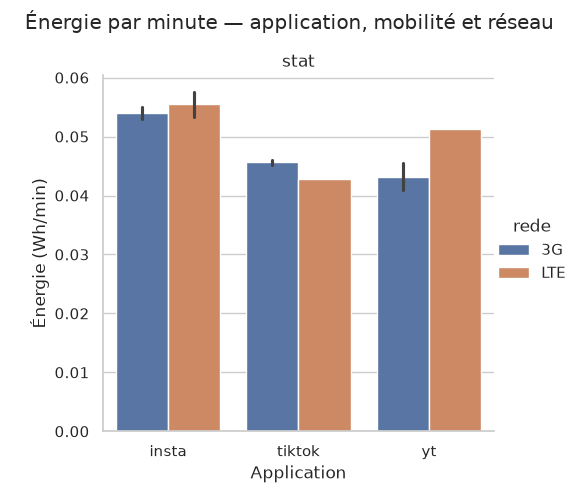 Énergie par minute — application, mobilité et réseau
stat
0.06
0.05
0.04
0.03
0.02
0.01
0.00
Énergie (Wh/min)
insta
tiktok
yt
Application
rede
3G
LTE